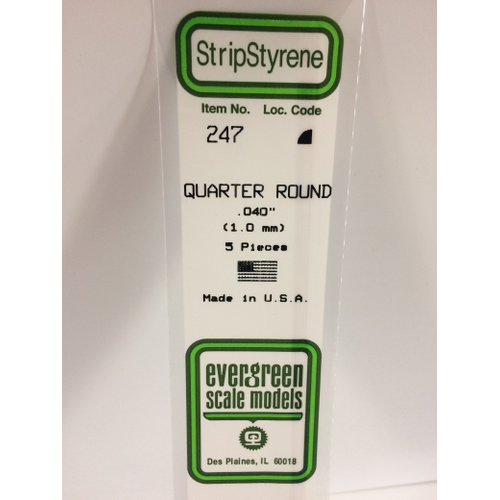 StripStyrene
Item No. Loc. Code
247
QUARTER ROUND
.040"
(1.0 mm)
5 Pieces
Made in U.S.A.
evergreen
scale models
Des Plaines, IL 60018